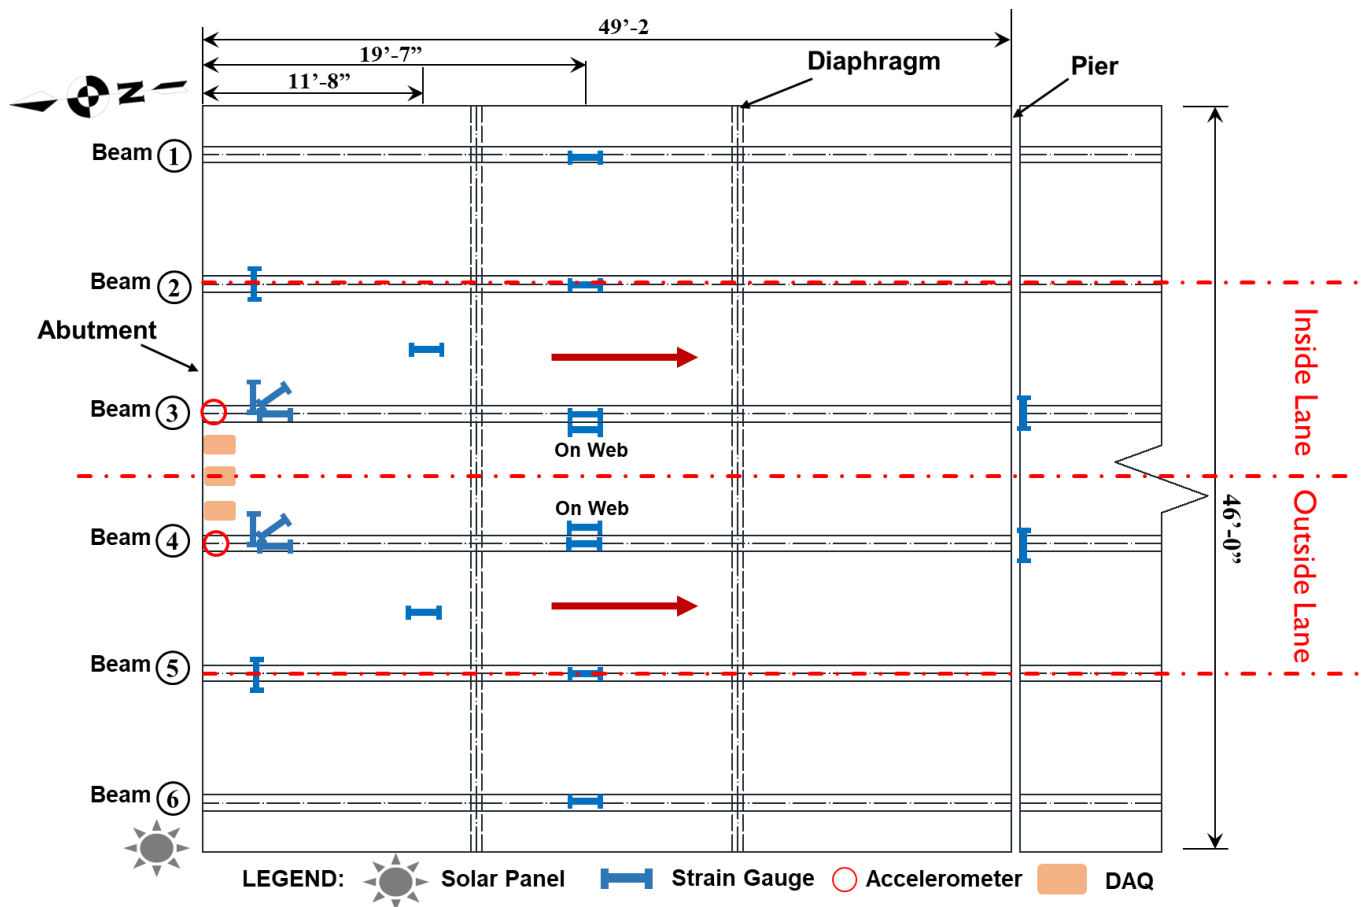 49’-2
19’-7”
11’-8”
Diaphragm
Pier
N
Beam 1
Beam 2
Abutment
Inside Lane
Beam 3
On Web
On Web
Outside Lane
46’-0”
Beam 4
Beam 5
Beam 6
LEGEND: Solar Panel Strain Gauge Accelerometer DAQ